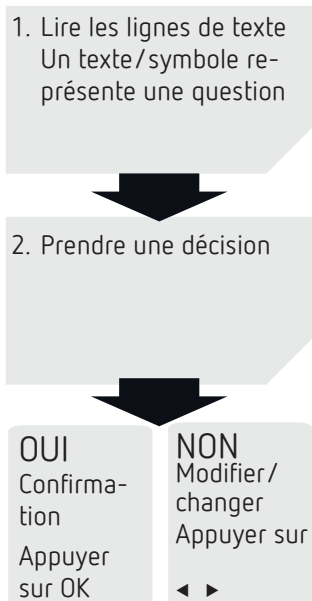 1. Lire les lignes de texte
Un texte/symbole re-
présente une question
2. Prendre une décision
OUI
Confirma-
tion
Appuyer
sur OK
NON
Modifier/
changer
Appuyer sur
◄ ►